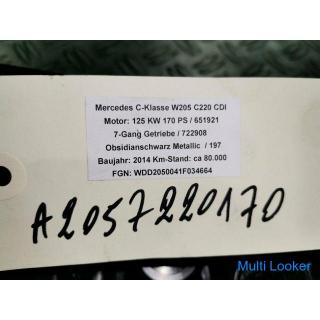 Mercedes C-Klasse W205 C220 CDI
Motor: 125 KW 170 PS / 651921
7-Gang Getriebe / 722908
Obsidianschwarz Metallic / 197
Baujahr: 2014 Km-Stand: ca 80.000
FGN: WDD2050041F034664
A2057220170
Multi Looker